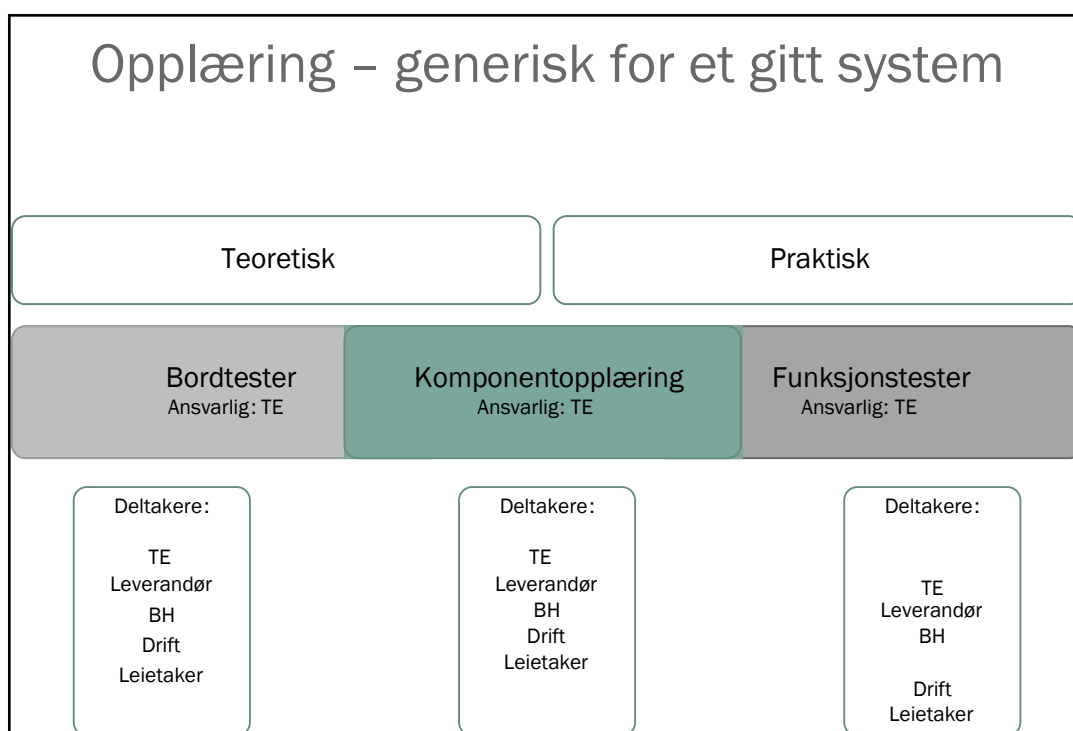 Opplæring – generisk for et gitt system
Teoretisk
Praktisk
Bordtester
Ansvarlig: TE
Komponentopplæring
Ansvarlig: TE
Funksjonstester
Ansvarlig: TE
Deltakere:
TE
Leverandør
BH
Drift
Leietaker
Deltakere:
TE
Leverandør
BH
Drift
Leietaker
Deltakere:
TE
Leverandør
BH
Drift
Leietaker